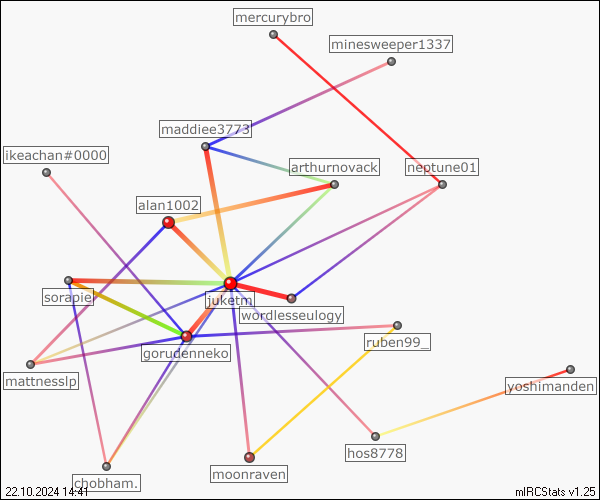 mercurybro
minesweeper1337
maddiee3773
ikeachan#0000
arthurnovack
neptune01
alan1002
sorapie
juketm
wordlesseulogy
ruben99_
gorudenneko
mattnesslp
yoshimanden
hos8778
moonraven
chobham.
22.10.2024 14:41
mIRCStats v1.25